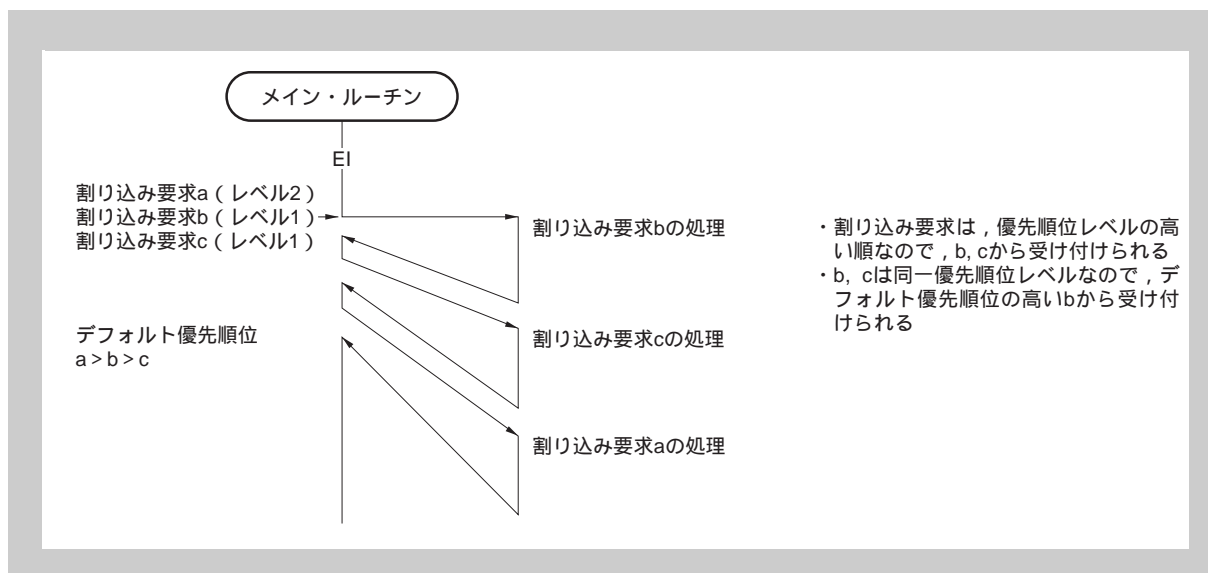 メイン・ルーチン
EI
割り込み要求a（レベル2）
割り込み要求b（レベル1）
割り込み要求c（レベル1）
割り込み要求bの処理
・割り込み要求は，優先順位レベルの高
い順なので，b, cから受け付けられる
・b, cは同一優先順位レベルなので，デ
フォルト優先順位の高いbから受け付
けられる
デフォルト優先順位
a > b > c
割り込み要求cの処理
割り込み要求aの処理